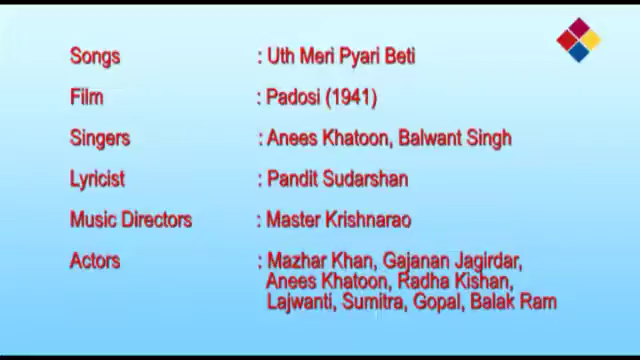 Songs : Uth Meri Pyari Beti
Film : Padosi (1941)
Singers : Anees Khatoon, Balwant Singh
Lyricist : Pandit Sudarshan
Music Directors : Master Krishnarao
Actors : Mazhar Khan, Gajanan Jagirdar,
Anees Khatoon, Radha Kishan,
Lajwanti, Sumitra, Gopal, Balak Ram